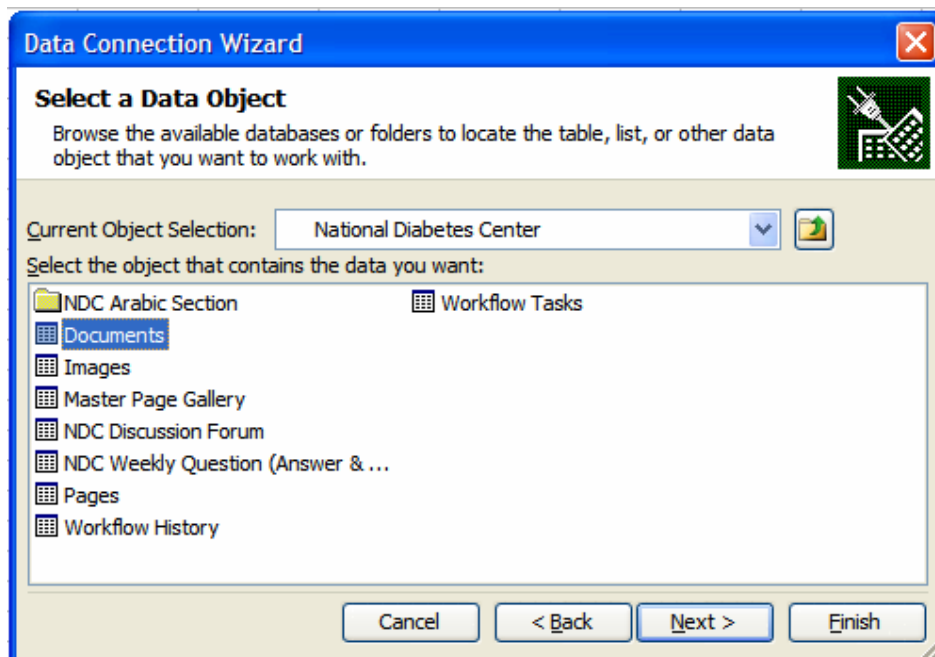 Data Connection Wizard
Select a Data Object
Browse the available databases or folders to locate the table, list, or other data
object that you want to work with.
Current Object Selection: National Diabetes Center
Select the object that contains the data you want:
NDC Arabic Section
Documents
Images
Master Page Gallery
NDC Discussion Forum
NDC Weekly Question (Answer & ...
Pages
Workflow History
Workflow Tasks
Cancel < Back Next > Finish